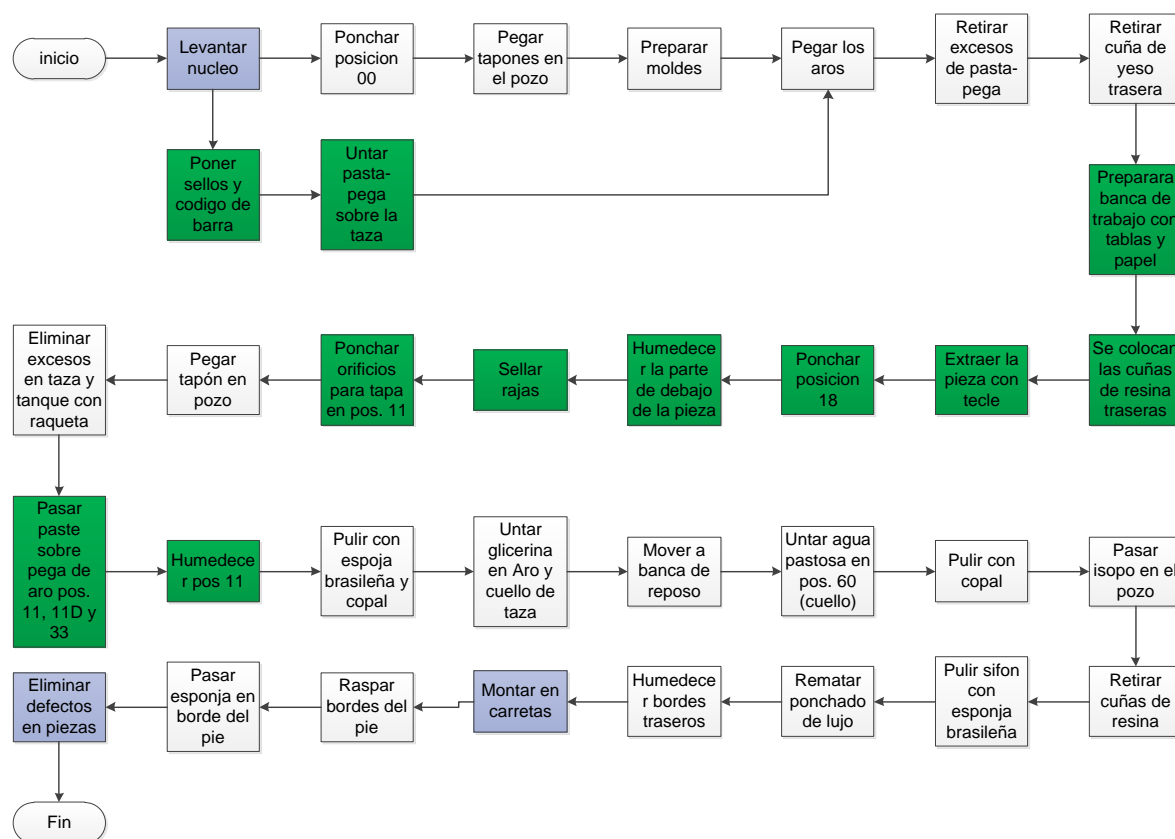 inicio
Levantar
nucleo
Ponchar
posicion
00
Pegar
tapones en
el pozo
Preparar
moldes
Pegar los
aros
Retirar
excesos
de pasta-
pega
Retirar
cuña de
yeso
trasera
Poner
sellos y
codigo de
barra
Untar
pasta-
pega
sobre la
taza
Preparara
banca de
trabajo con
tablas y
papel
Se colocan
las cuñas
de resina
traseras
Extraer la
pieza con
tecle
Ponchar
posicion
18
Humedece
r la parte
de debajo
de la pieza
Sellar
rajas
Ponchar
orificios
para tapa
en pos. 11
Pegar
tapón en
pozo
Eliminar
excesos
en taza y
tanque con
raqueta
Pasar
paste
sobre
pega de
aro pos.
11, 11D y
33
Humedece
r pos 11
Pulir con
espoja
brasileña y
copal
Untar
glicerina
en Aro y
cuello de
taza
Mover a
banca de
reposo
Untar agua
pastosa en
pos. 60
(cuello)
Pulir con
copal
Pasar
isopo en el
pozo
Retirar
cuñas de
resina
Pulir sifon
con
esponja
brasileña
Rematar
ponchado
de lujo
Humedece
r bordes
traseros
Montar en
carretas
Raspar
bordes del
pie
Pasar
esponja en
borde del
pie
Eliminar
defectos
en piezas
Fin